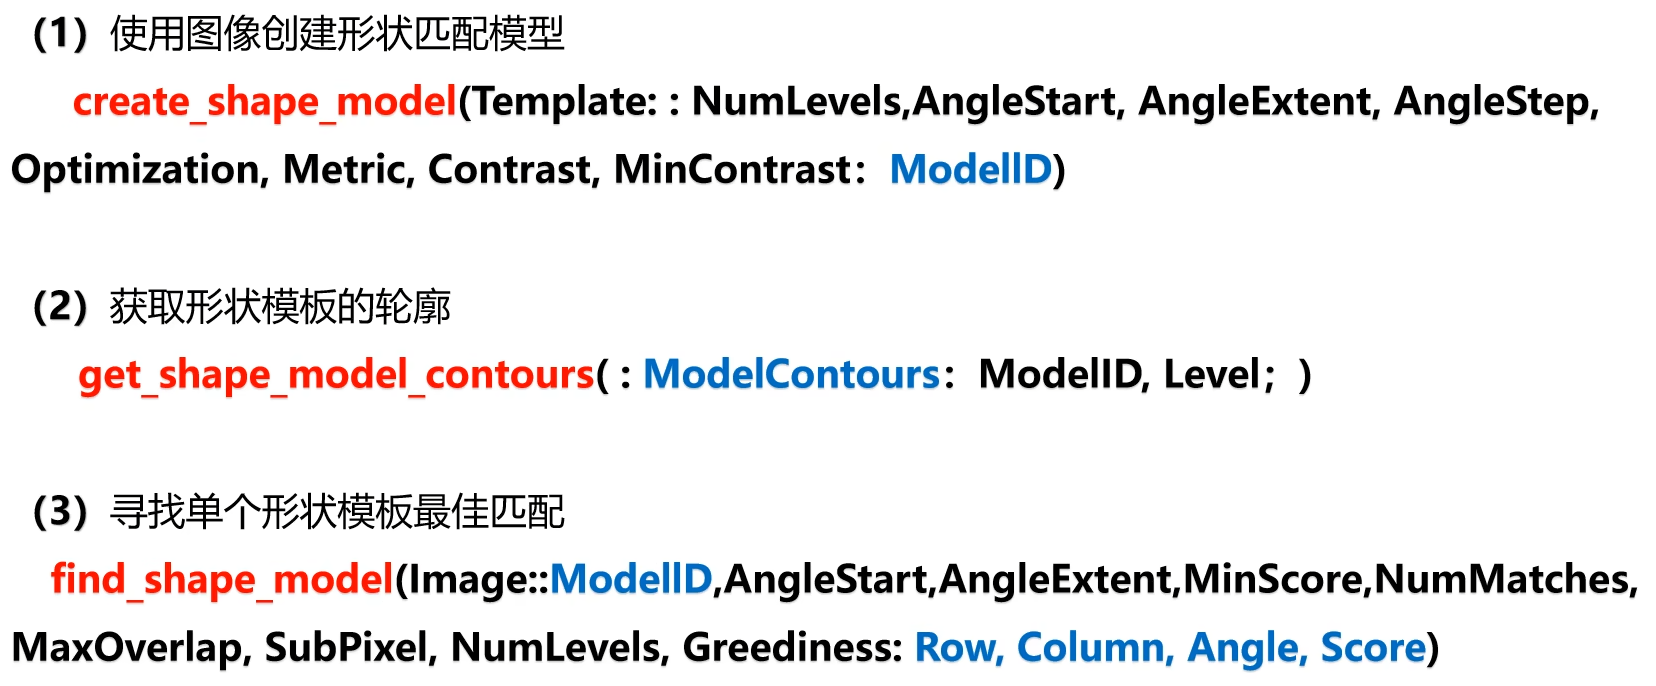 (1) 使用图像创建形状匹配模型
create_shape_model(Template: : NumLevels,AngleStart, AngleExtent, AngleStep,
Optimization, Metric, Contrast, MinContrast：ModellD)
(2) 获取形状模板的轮廓
get_shape_model_contours( : ModelContours：ModelID, Level；)
(3) 寻找单个形状模板最佳匹配
find_shape_model(Image::ModellD,AngleStart,AngleExtent,MinScore,NumMatches,
MaxOverlap, SubPixel, NumLevels, Greediness: Row, Column, Angle, Score)